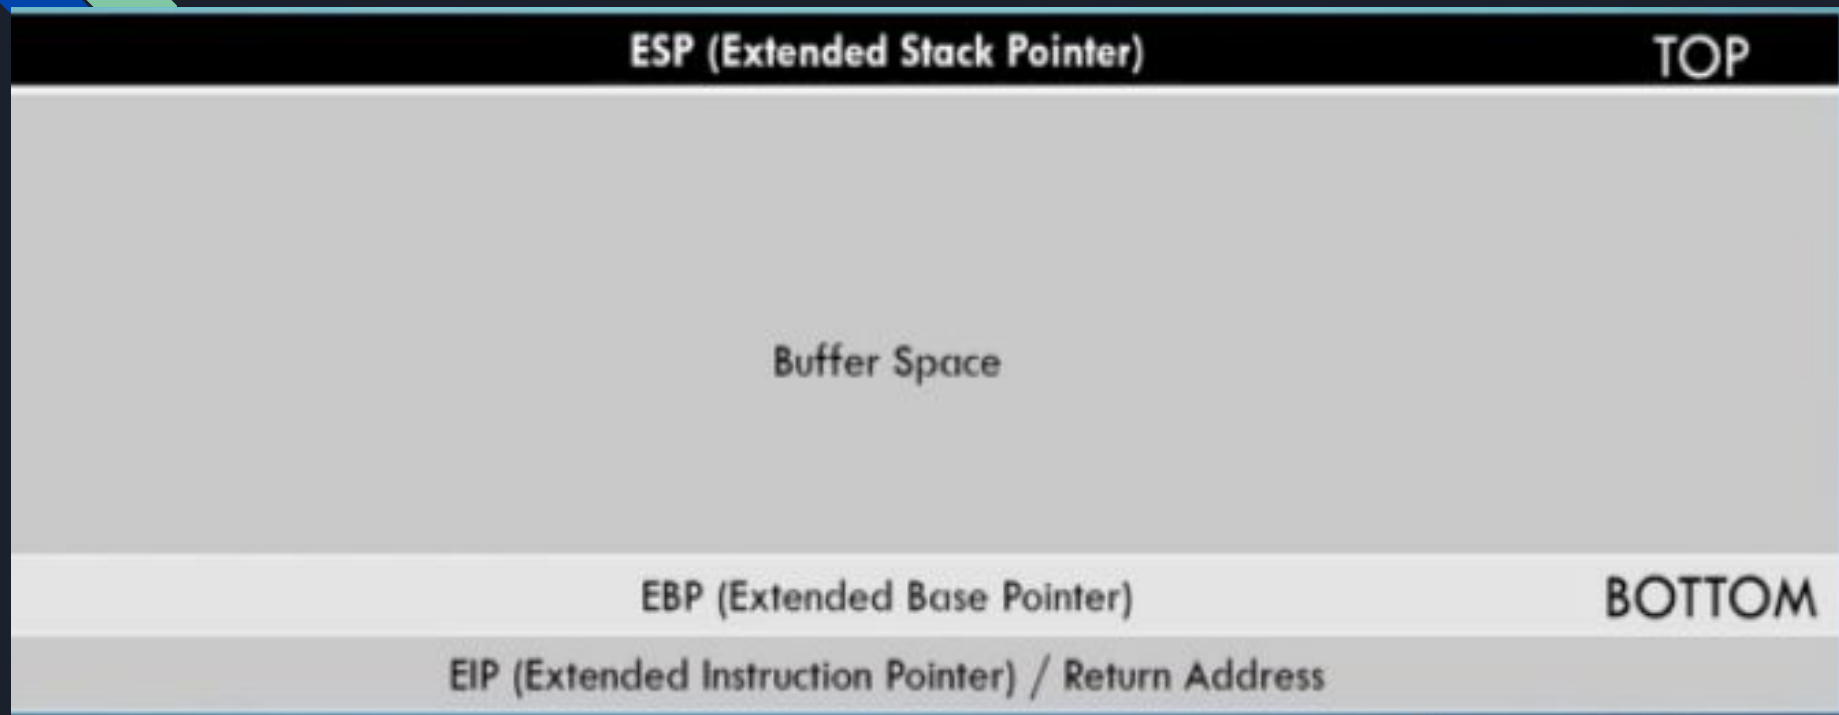 ESP (Extended Stack Pointer) TOP
Buffer Space
EBP (Extended Base Pointer) BOTTOM
EIP (Extended Instruction Pointer) / Return Address